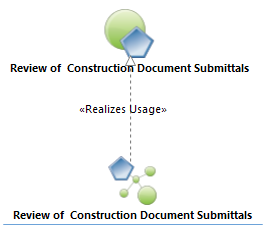 Review of  Construction Document Submittals
«Realizes Usage»
Review of  Construction Document Submittals